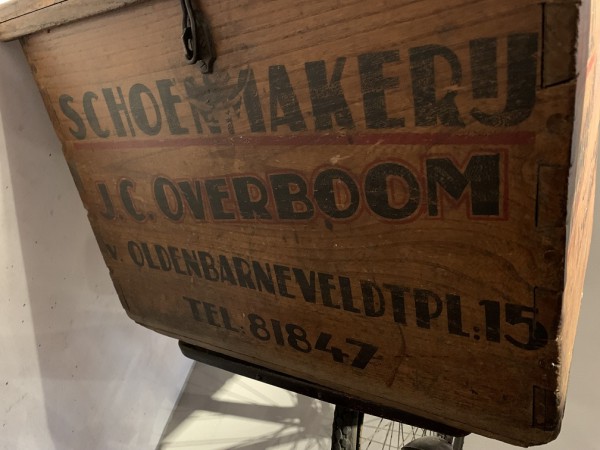 SCHOENMAKERIJ
J.C. OVERBOOM
V. OLDENBARNEVELDTPL: 15
TEL: 81847